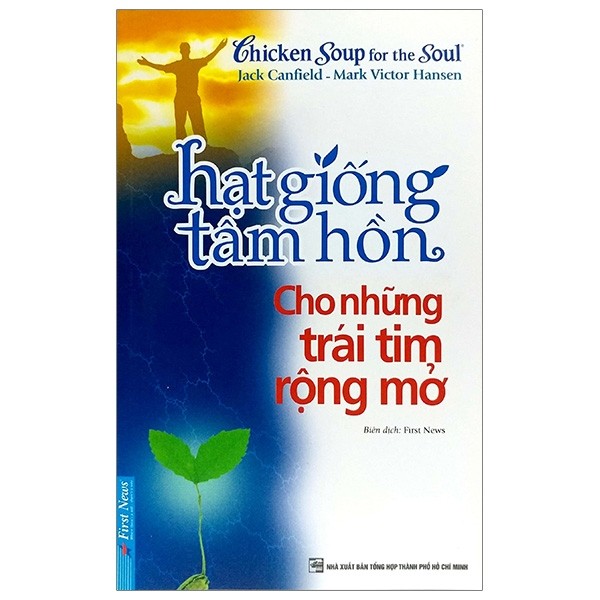 Chicken Soup for the Soul®
Jack Canfield - Mark Victor Hansen
hạt giống
tâm hồn
Cho những
trái tim
rộng mở
Biên dịch: First News
First News
NHÀ XUẤT BẢN TỔNG HỢP THÀNH PHỐ HỒ CHÍ MINH